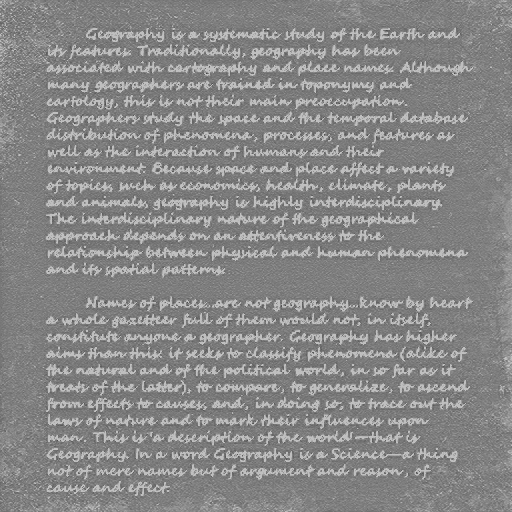 Geography is a systematic study of the Earth and
its features. Traditionally, geography has been
associated with cartography and place names. Although
many geographers are trained in toponymy and
cartology, this is not their main preoccupation.
Geographers study the space and the temporal database
distribution of phenomena, processes, and features as
well as the interaction of humans and their
environment. Because space and place affect a variety
of topics, such as economics, health, climate, plants
and animals, geography is highly interdisciplinary.
The interdisciplinary nature of the geographical
approach depends on an attentiveness to the
relationship between physical and human phenomena
and its spatial patterns.
Names of places...are not geography...know by heart
a whole gazetteer full of them would not, in itself,
constitute anyone a geographer. Geography has higher
aims than this: it seeks to classify phenomena (alike of
the natural and of the political world, in so far as it
treats of the latter), to compare, to generalize, to ascend
from effects to causes, and, in doing so, to trace out the
laws of nature and to mark their influences upon
man. This is 'a description of the world'—that is
Geography. In a word Geography is a Science—a thing
not of mere names but of argument and reason, of
cause and effect.